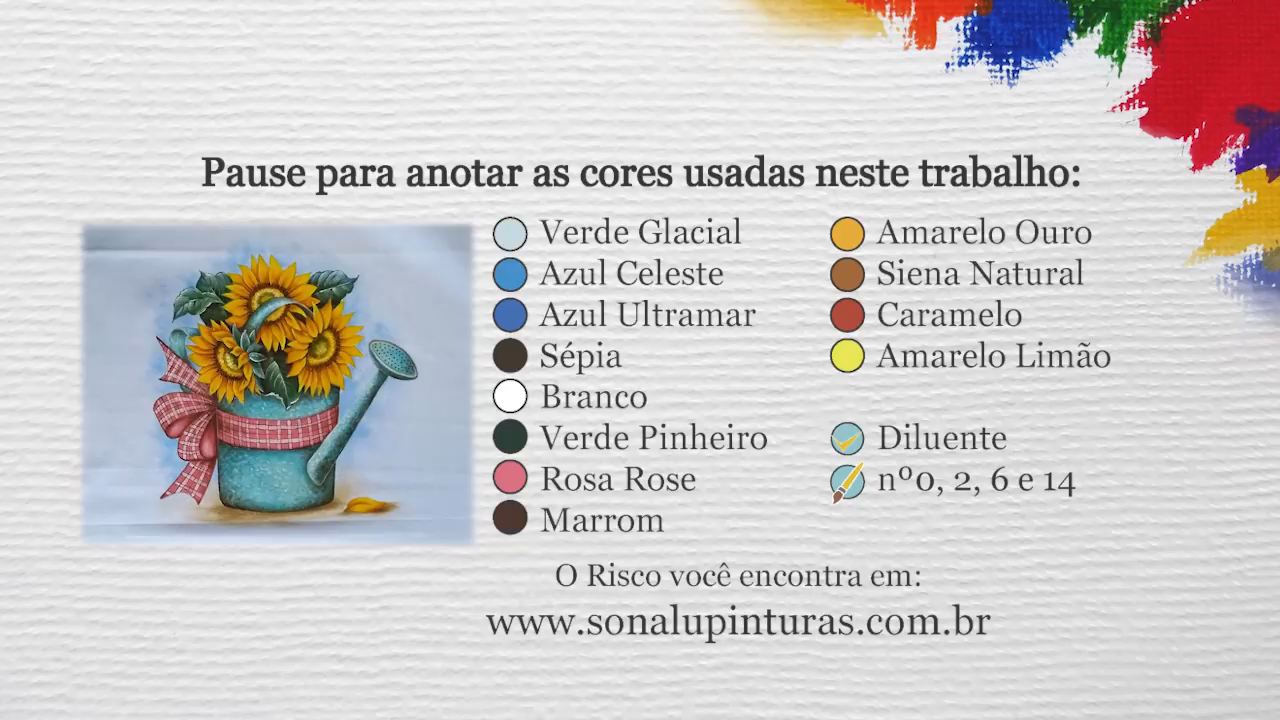 Pause para anotar as cores usadas neste trabalho:
Verde Glacial
Azul Celeste
Azul Ultramar
Sépia
Branco
Verde Pinheiro
Rosa Rose
Marrom
Amarelo Ouro
Siena Natural
Caramelo
Amarelo Limão
Diluente
nº0, 2, 6 e 14
O Risco você encontra em:
www.sonalupinturas.com.br